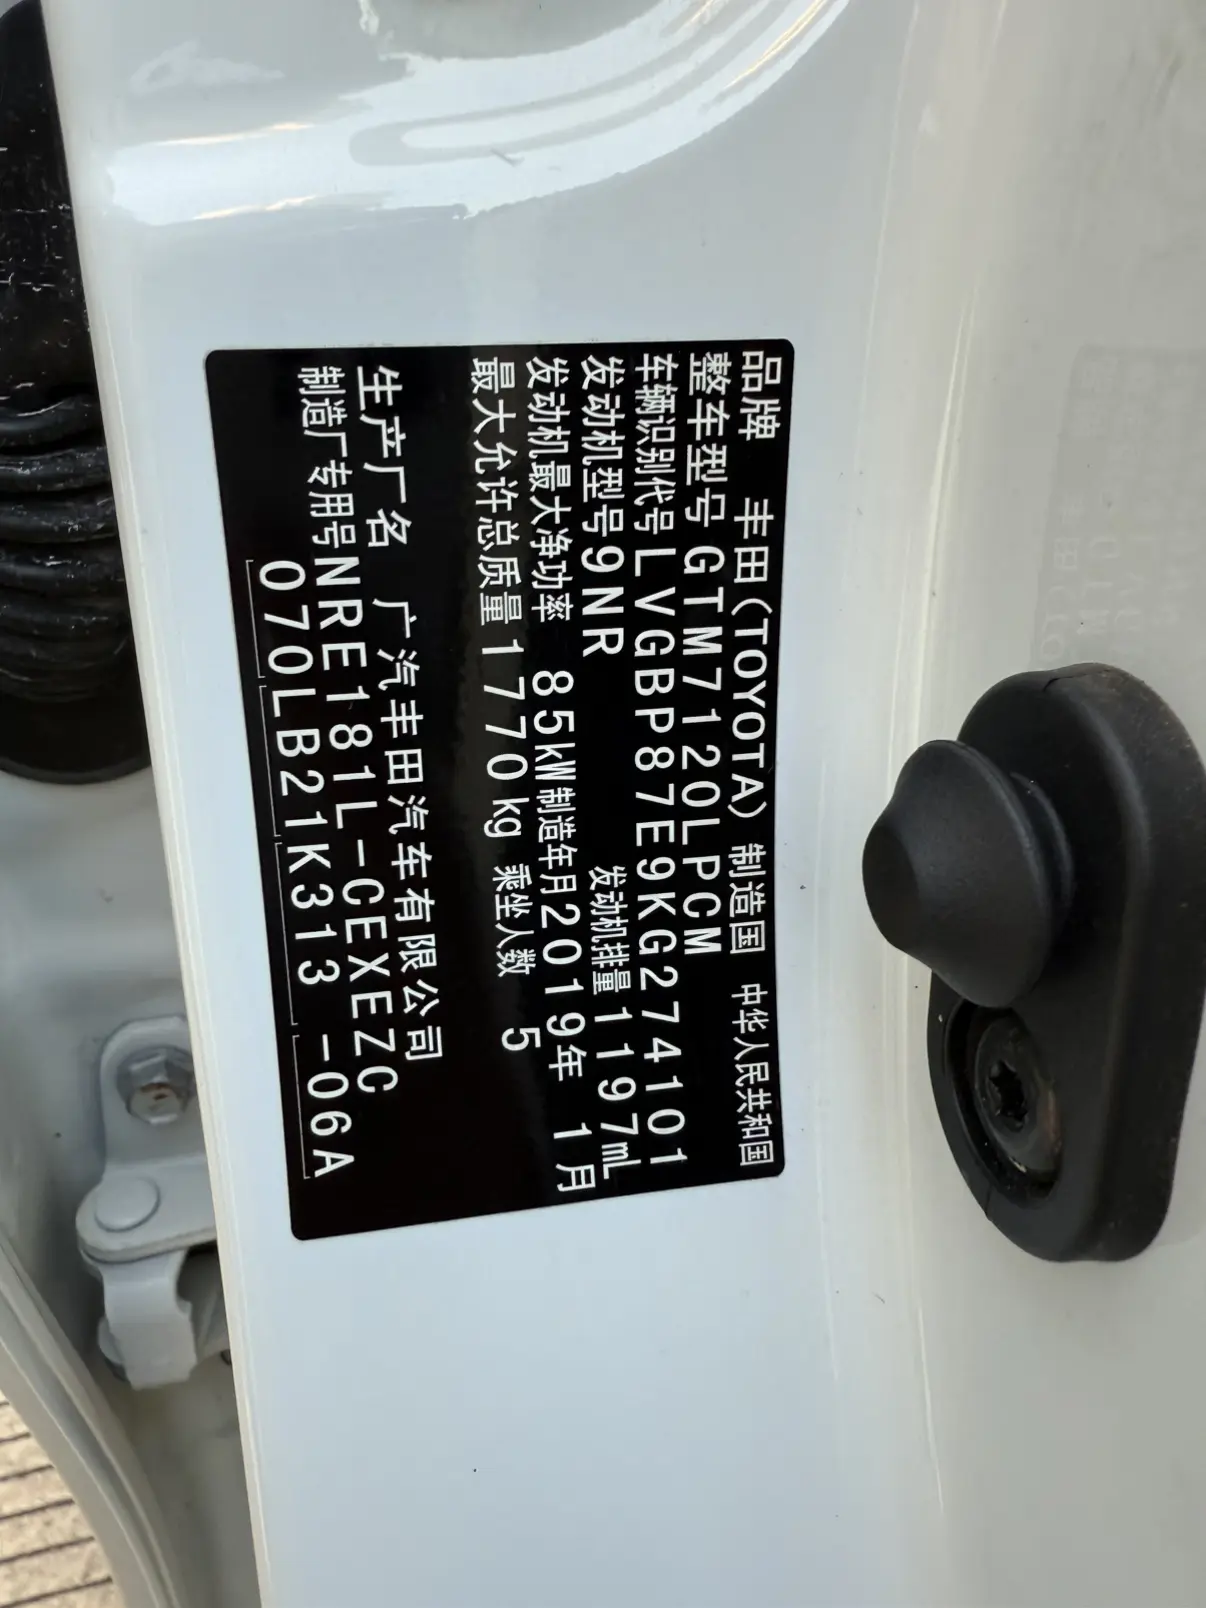 品牌 丰田(TOYOTA) 制造国 中华人民共和国
整车型号 GTM7120LPCM
车辆识别代号 LVGBP87E9KG274101
发动机型号 9NR 发动机排量 1197mL
发动机最大净功率 85kW 制造年月 2019年 1月
最大允许总质量 1770kg 乘坐人数 5
生产厂名 广汽丰田汽车有限公司
制造厂专用号 NRE181L-CEXEZC
070LB21K313 -06A